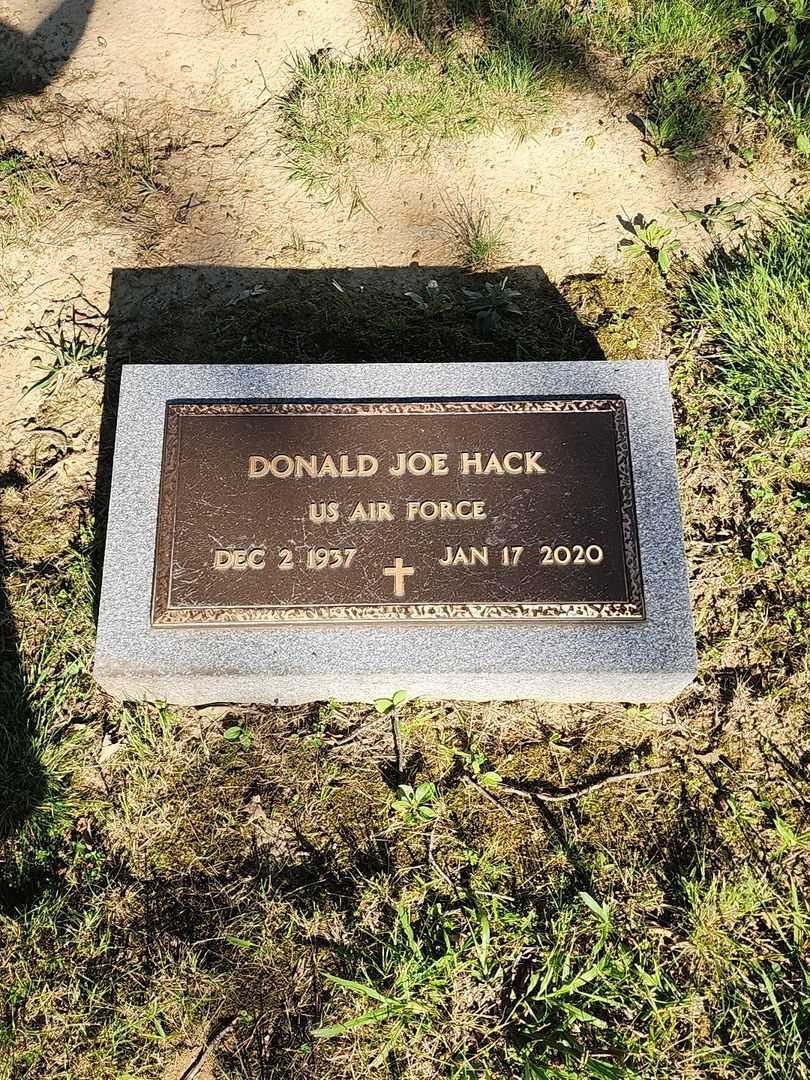 DONALD JOE HACK
US AIR FORCE
DEC 2 1937 JAN 17 2020